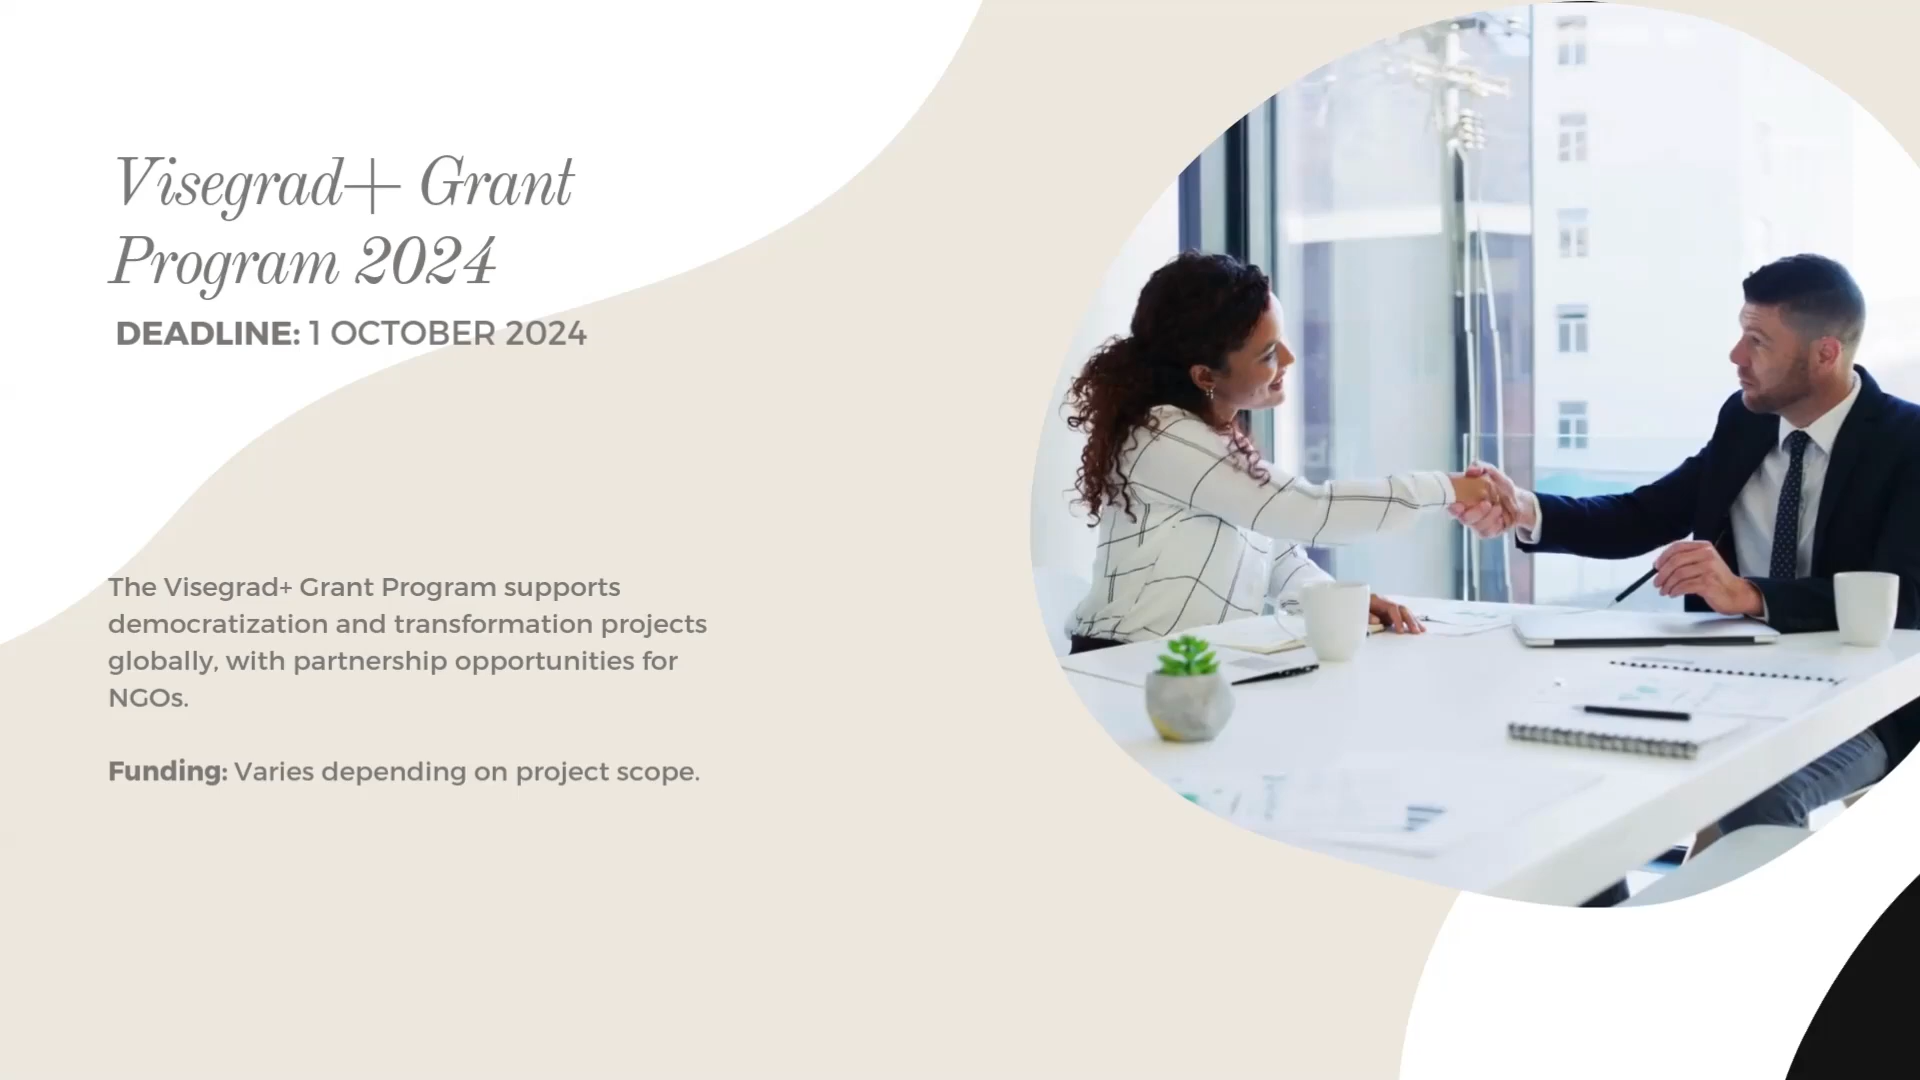 Visegrad+ Grant
Program 2024
DEADLINE: 1 OCTOBER 2024
The Visegrad+ Grant Program supports
democratization and transformation projects
globally, with partnership opportunities for
NGOs.
Funding: Varies depending on project scope.